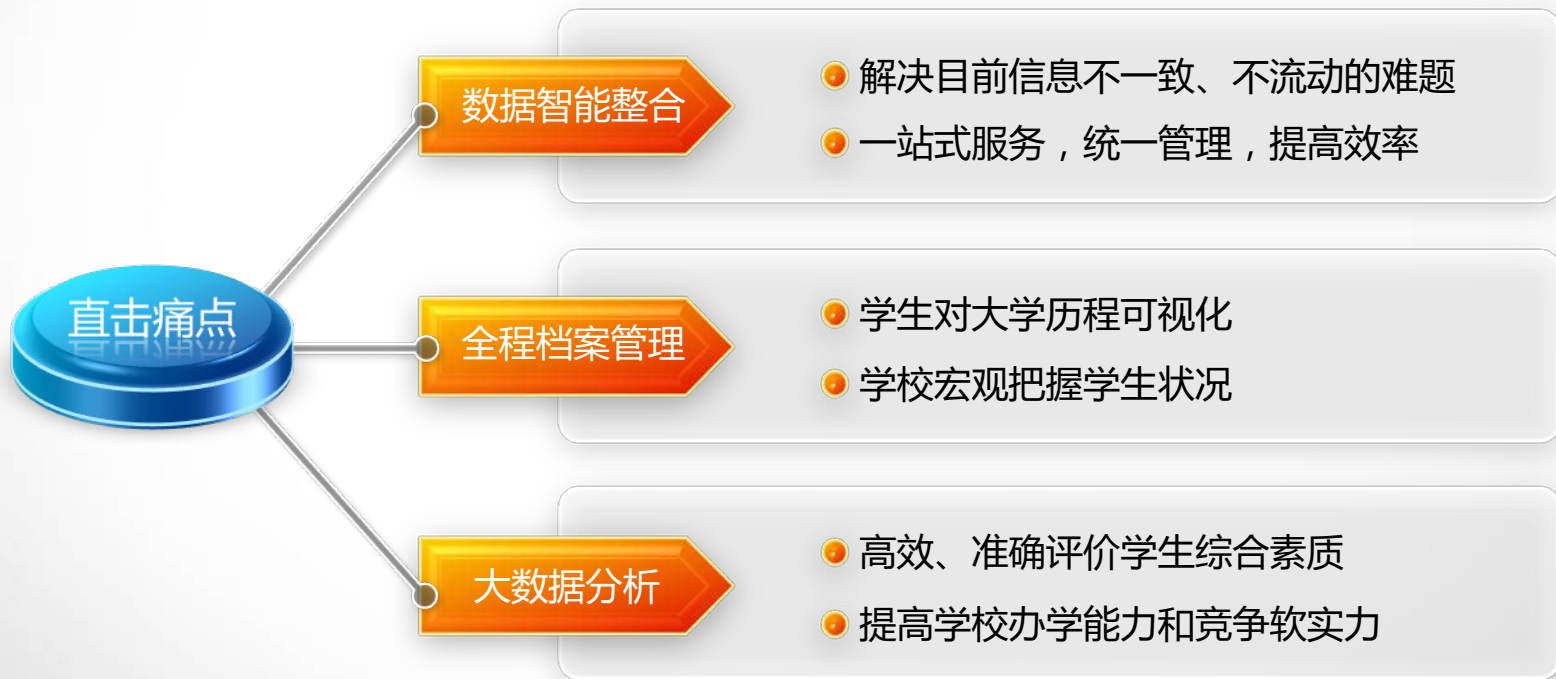 直击痛点
数据智能整合
解决目前信息不一致、不流动的难题
一站式服务，统一管理，提高效率
全程档案管理
学生对大学历程可视化
学校宏观把握学生状况
大数据分析
高效、准确评价学生综合素质
提高学校办学能力和竞争软实力